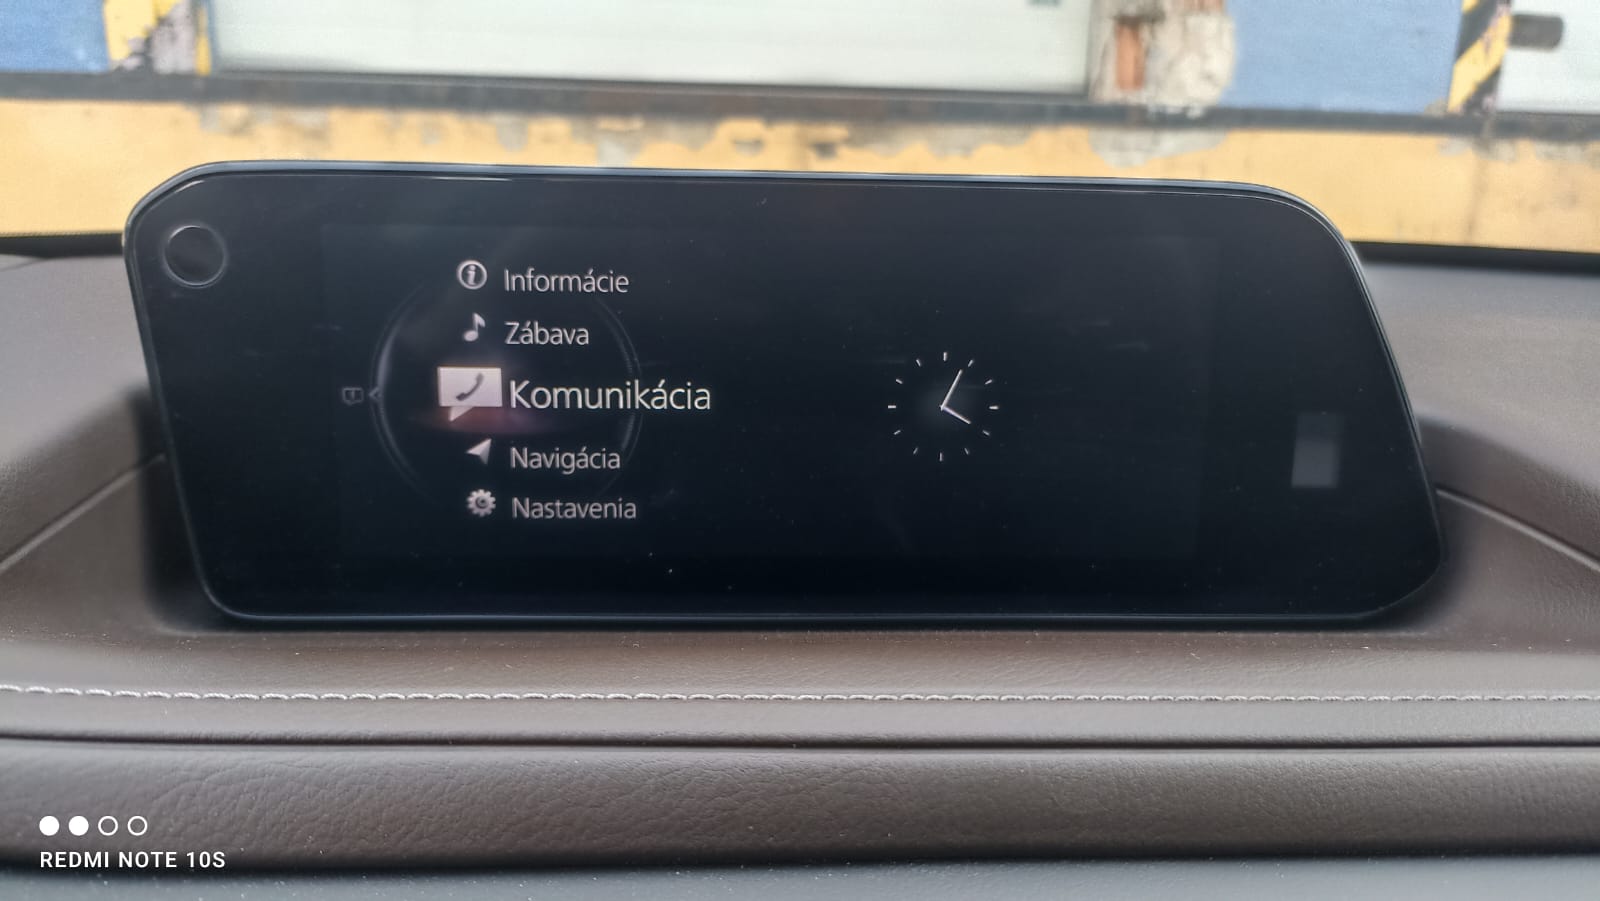 Informácie
Zábava
Komunikácia
Navigácia
Nastavenia
REDMI NOTE 10S